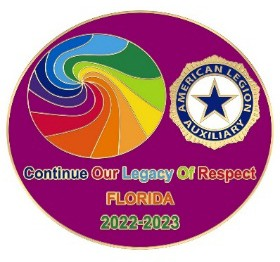 AMERICAN LEGION
AUXILIARY
Continue Our Legacy Of Respect
FLORIDA
2022-2023